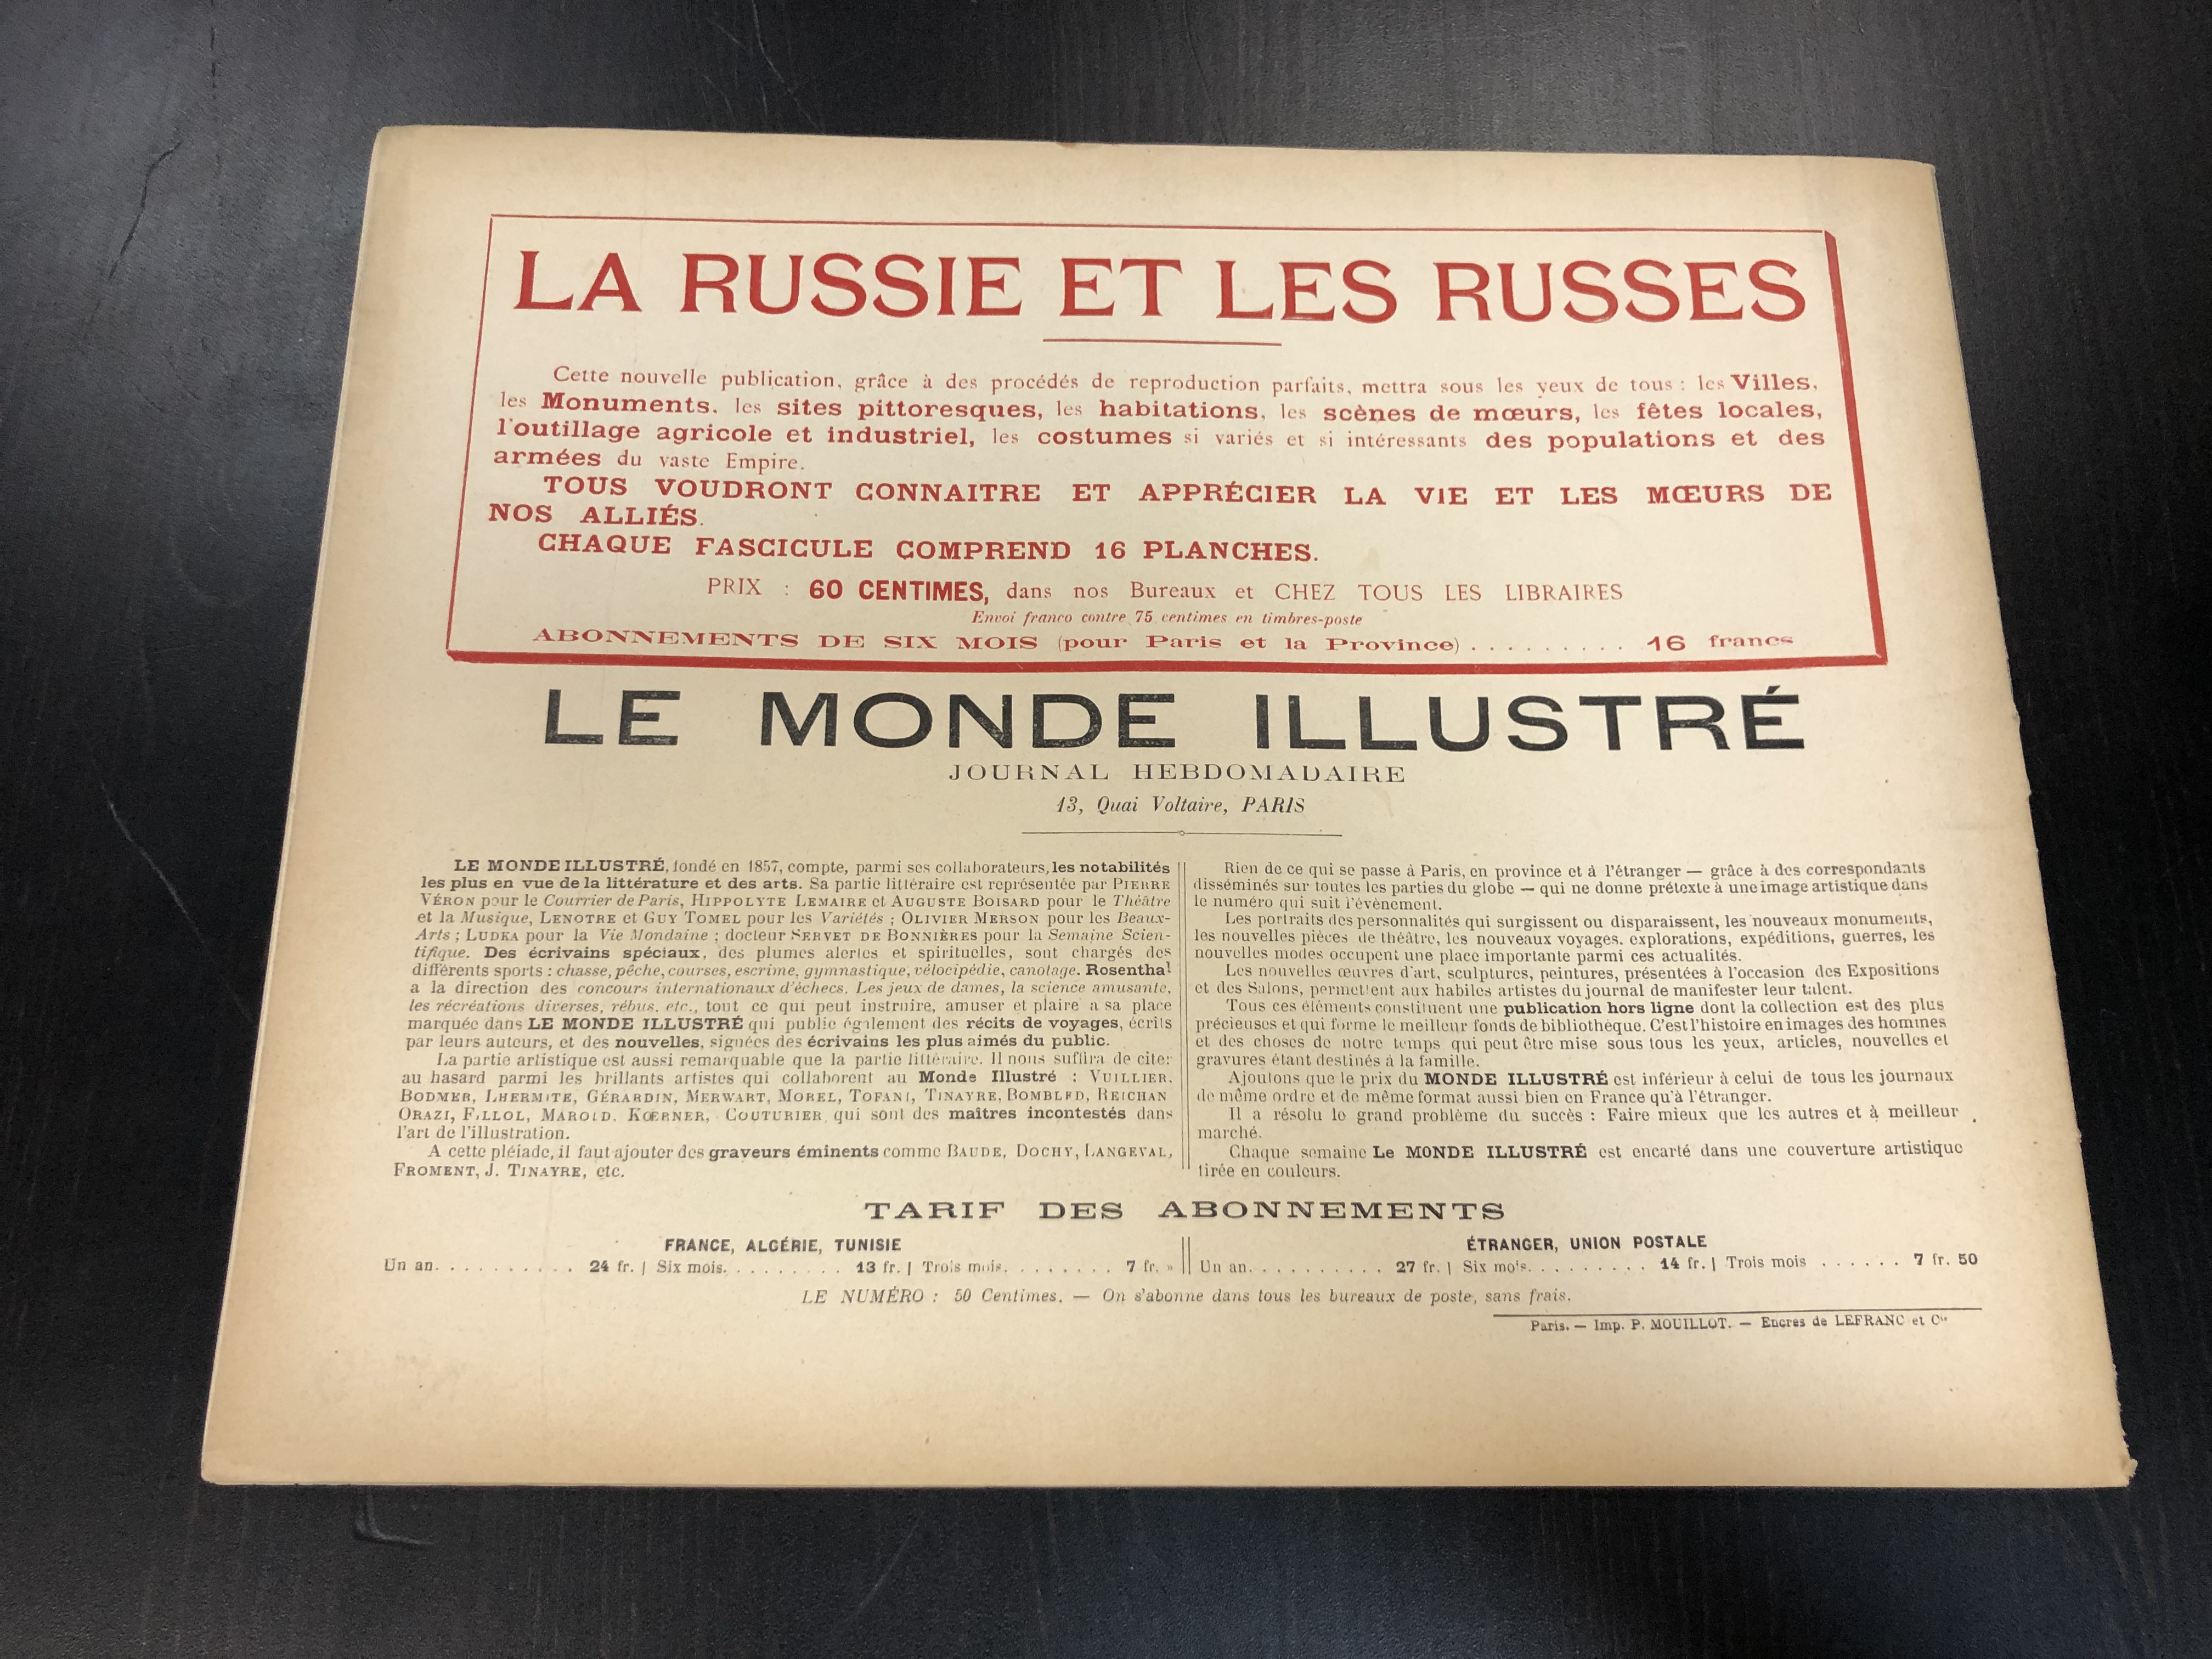 LA RUSSIE ET LES RUSSES
Cette nouvelle publication, grâce à des procédés de reproduction parfaits, mettra sous les yeux de tous : les Villes,
les Monuments, les sites pittoresques, les habitations, les scènes de mœurs, les fêtes locales,
l'outillage agricole et industriel, les costumes si variés et si intéressants des populations et des
armées du vaste Empire.
TOUS VOUDRONT CONNAITRE ET APPRÉCIER LA VIE ET LES MŒURS DE
NOS ALLIÉS.
CHAQUE FASCICULE COMPREND 16 PLANCHES.
PRIX : 60 CENTIMES, dans nos Bureaux et CHEZ TOUS LES LIBRAIRES
Envoi franco contre 75 centimes en timbres-poste
ABONNEMENTS DE SIX MOIS (pour Paris et la Province) . . . . . . . . . 16 francs
LE MONDE ILLUSTRÉ
JOURNAL HEBDOMADAIRE
13, Quai Voltaire, PARIS
LE MONDE ILLUSTRÉ, fondé en 1857, compte, parmi ses collaborateurs, les notabilités
les plus en vue de la littérature et des arts. Sa partie littéraire est représentée par PIERRE
VÉRON pour le Courrier de Paris, HIPPOLYTE LEMAIRE et AUGUSTE BOISARD pour le Théâtre
et la Musique, LENOTRE et GUY TOMEL pour les Variétés ; OLIVIER MERSON pour les Beaux-
Arts ; LUDKA pour la Vie Mondaine ; docteur SERVET DE BONNIÈRES pour la Semaine Scien-
tifique. Des écrivains spéciaux, des plumes alertes et spirituelles, sont chargés des
différents sports : chasse, pêche, courses, escrime, gymnastique, vélocipédie, canotage. Rosenthal
a la direction des concours internationaux d'échecs. Les jeux de dames, la science amusante,
les récréations diverses, rébus, etc., tout ce qui peut instruire, amuser et plaire a sa place
marquée dans LE MONDE ILLUSTRÉ qui publie également des récits de voyages, écrits
par leurs auteurs, et des nouvelles, signées des écrivains les plus aimés du public.
La partie artistique est aussi remarquable que la partie littéraire. Il nous suffira de citer
au hasard parmi les brillants artistes qui collaborent au Monde Illustré : VUILLIER,
BODMER, LHERMITE, GÉRARDIN, MERWART, MOREL, TOFANI, TINAYRE, BOMBLED, REICHAN
ORAZI, FILLOL, MAROLD, KŒRNER, COUTURIER, qui sont des maîtres incontestés dans
l'art de l'illustration.
A cette pléiade, il faut ajouter des graveurs éminents comme BAUDE, DOCHY, LANGEVAL,
FROMENT, J. TINAYRE, etc.
Rien de ce qui se passe à Paris, en province et à l'étranger — grâce à des correspondants
disséminés sur toutes les parties du globe — qui ne donne prétexte à une image artistique dans
le numéro qui suit l'évènement.
Les portraits des personnalités qui surgissent ou disparaissent, les nouveaux monuments,
les nouvelles pièces de théâtre, les nouveaux voyages, explorations, expéditions, guerres, les
nouvelles modes occupent une place importante parmi ces actualités.
Les nouvelles œuvres d'art, sculptures, peintures, présentées à l'occasion des Expositions
et des Salons, permettent aux habiles artistes du journal de manifester leur talent.
Tous ces éléments constituent une publication hors ligne dont la collection est des plus
précieuses et qui forme le meilleur fonds de bibliothèque. C'est l'histoire en images des hommes
et des choses de notre temps qui peut être mise sous tous les yeux, articles, nouvelles et
gravures étant destinés à la famille.
Ajoutons que le prix du MONDE ILLUSTRÉ est inférieur à celui de tous les journaux
de même ordre et de même format aussi bien en France qu'à l'étranger.
Il a résolu le grand problème du succès : Faire mieux que les autres et à meilleur
marché.
Chaque semaine Le MONDE ILLUSTRÉ est encarté dans une couverture artistique
tirée en couleurs.
TARIF DES ABONNEMENTS
FRANCE, ALGÉRIE, TUNISIE
Un an. . . . . . . . . . 24 fr. | Six mois. . . . . . . . . 13 fr. | Trois mois. . . . . . . . 7 fr. »
ÉTRANGER, UNION POSTALE
Un an. . . . . . . . . . 27 fr. | Six mois. . . . . . . . . 14 fr. | Trois mois . . . . . . 7 fr. 50
LE NUMÉRO : 50 Centimes. — On s'abonne dans tous les bureaux de poste, sans frais.
Paris. — Imp. P. MOUILLOT. — Encres de LEFRANC et Cie